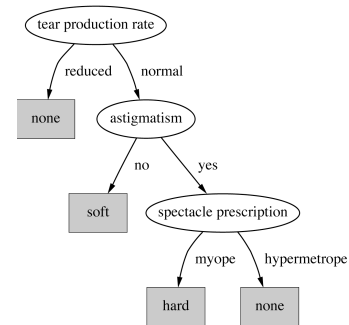 tear production rate
reduced
normal
none
astigmatism
no
yes
soft
spectacle prescription
myope
hypermetrope
hard
none